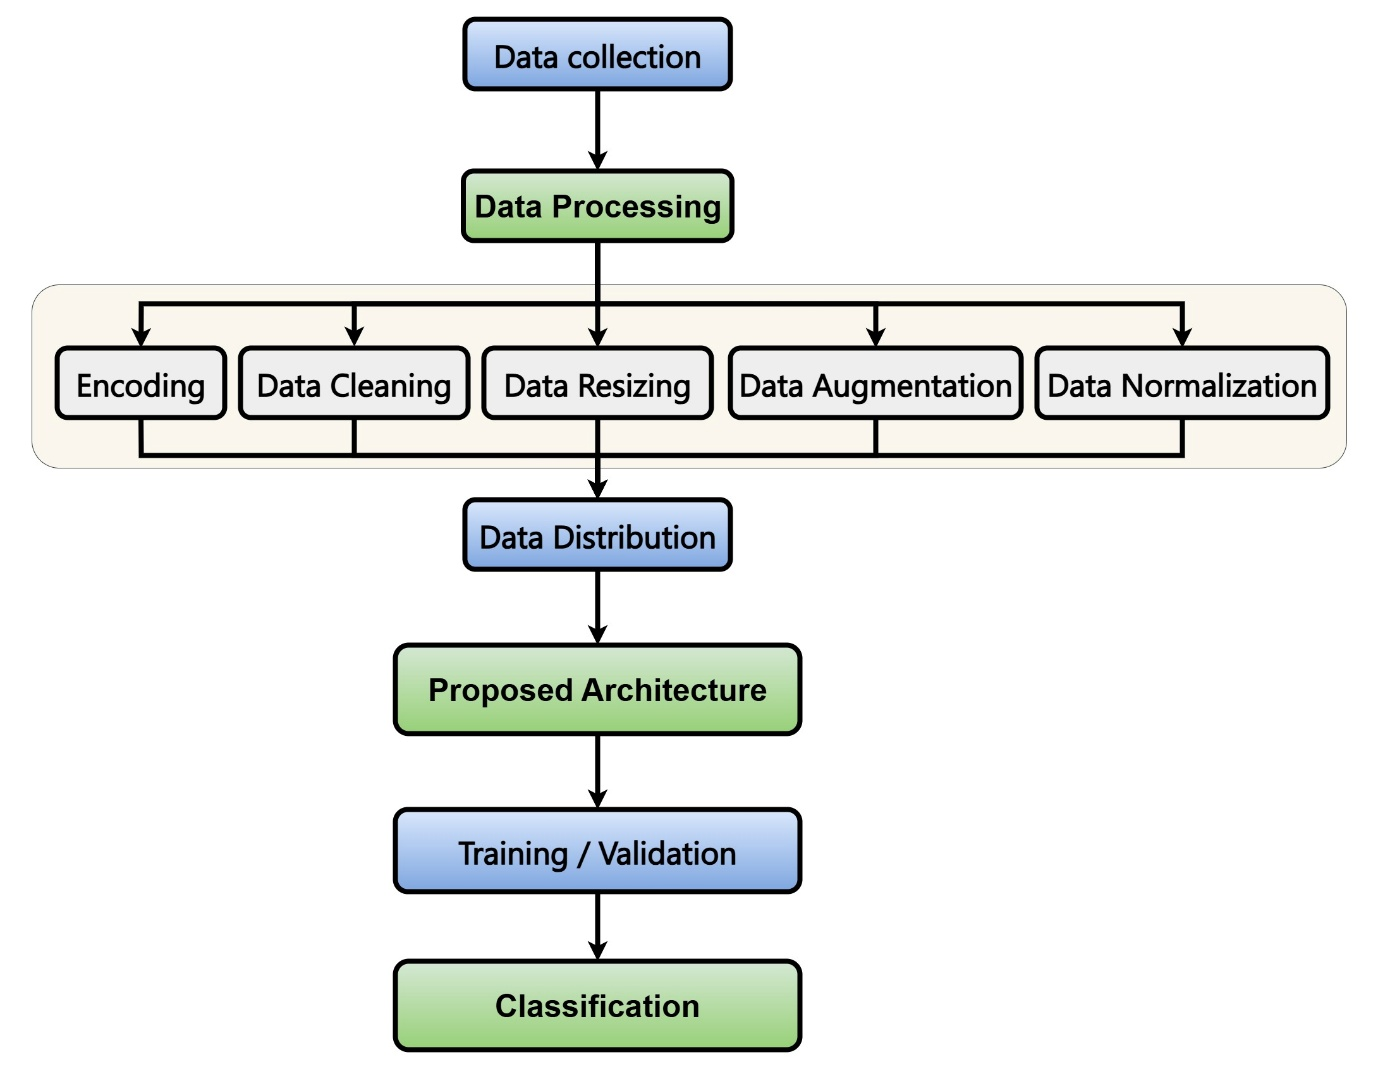 Data collection
Data Processing
Encoding
Data Cleaning
Data Resizing
Data Augmentation
Data Normalization
Data Distribution
Proposed Architecture
Training / Validation
Classification